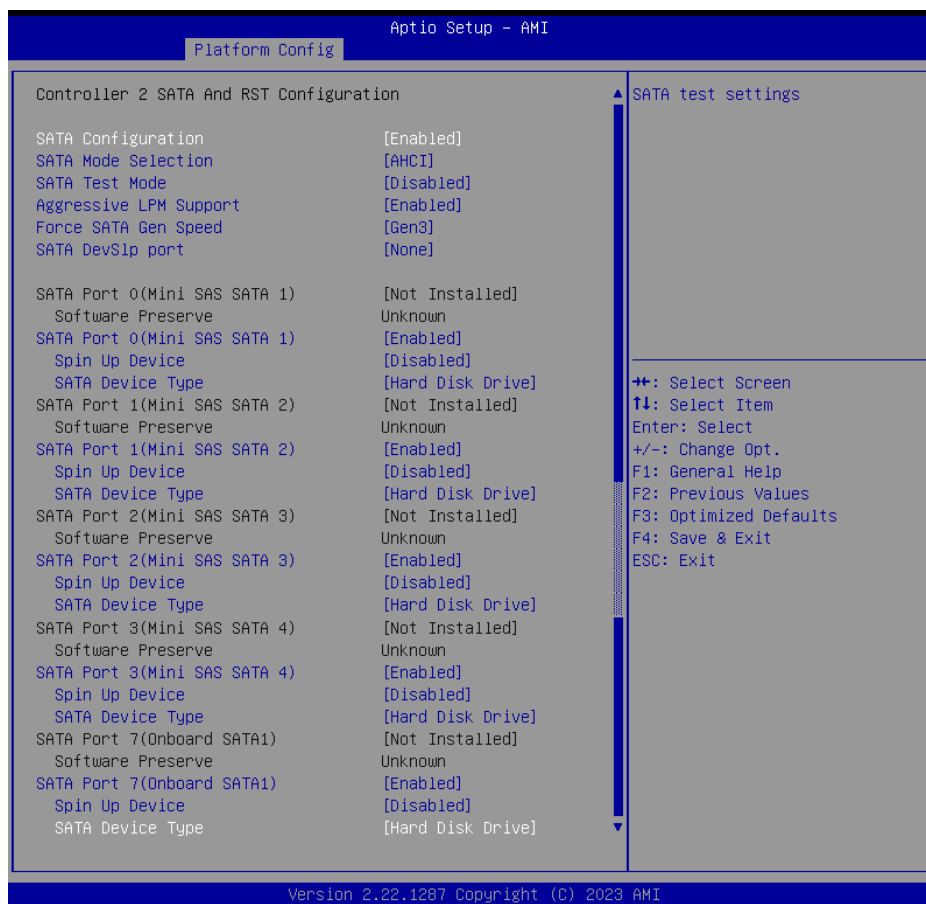 Aptio Setup – AMI
Platform Config
Controller 2 SATA And RST Configuration
SATA Configuration [Enabled]
SATA Mode Selection [AHCI]
SATA Test Mode [Disabled]
Aggressive LPM Support [Enabled]
Force SATA Gen Speed [Gen3]
SATA DevSlp port [None]
SATA Port 0(Mini SAS SATA 1) [Not Installed]
Software Preserve Unknown
SATA Port 0(Mini SAS SATA 1) [Enabled]
Spin Up Device [Disabled]
SATA Device Type [Hard Disk Drive]
SATA Port 1(Mini SAS SATA 2) [Not Installed]
Software Preserve Unknown
SATA Port 1(Mini SAS SATA 2) [Enabled]
Spin Up Device [Disabled]
SATA Device Type [Hard Disk Drive]
SATA Port 2(Mini SAS SATA 3) [Not Installed]
Software Preserve Unknown
SATA Port 2(Mini SAS SATA 3) [Enabled]
Spin Up Device [Disabled]
SATA Device Type [Hard Disk Drive]
SATA Port 3(Mini SAS SATA 4) [Not Installed]
Software Preserve Unknown
SATA Port 3(Mini SAS SATA 4) [Enabled]
Spin Up Device [Disabled]
SATA Device Type [Hard Disk Drive]
SATA Port 7(Onboard SATA1) [Not Installed]
Software Preserve Unknown
SATA Port 7(Onboard SATA1) [Enabled]
Spin Up Device [Disabled]
SATA Device Type [Hard Disk Drive]
SATA test settings
→←: Select Screen
↑↓: Select Item
Enter: Select
+/-: Change Opt.
F1: General Help
F2: Previous Values
F3: Optimized Defaults
F4: Save & Exit
ESC: Exit
Version 2.22.1287 Copyright (C) 2023 AMI